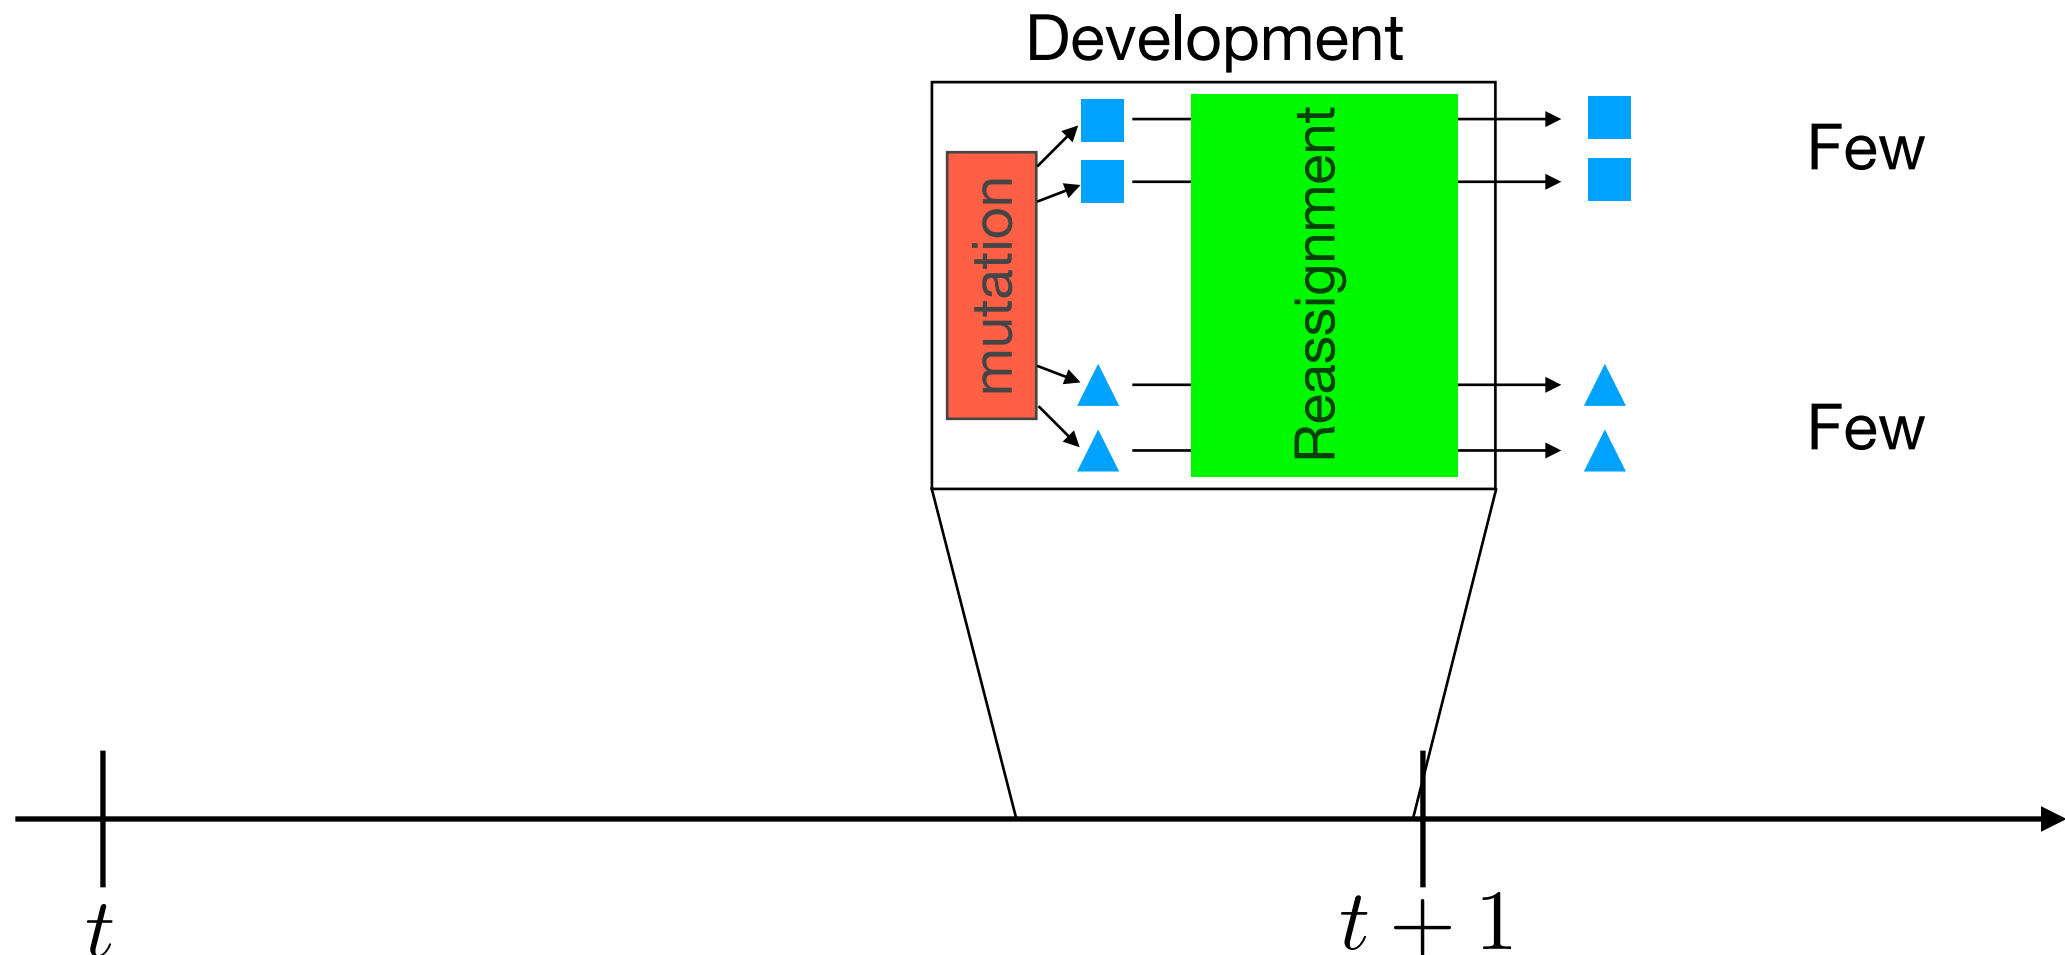 Development
mutation
Reassignment
Few
Few
t
t + 1